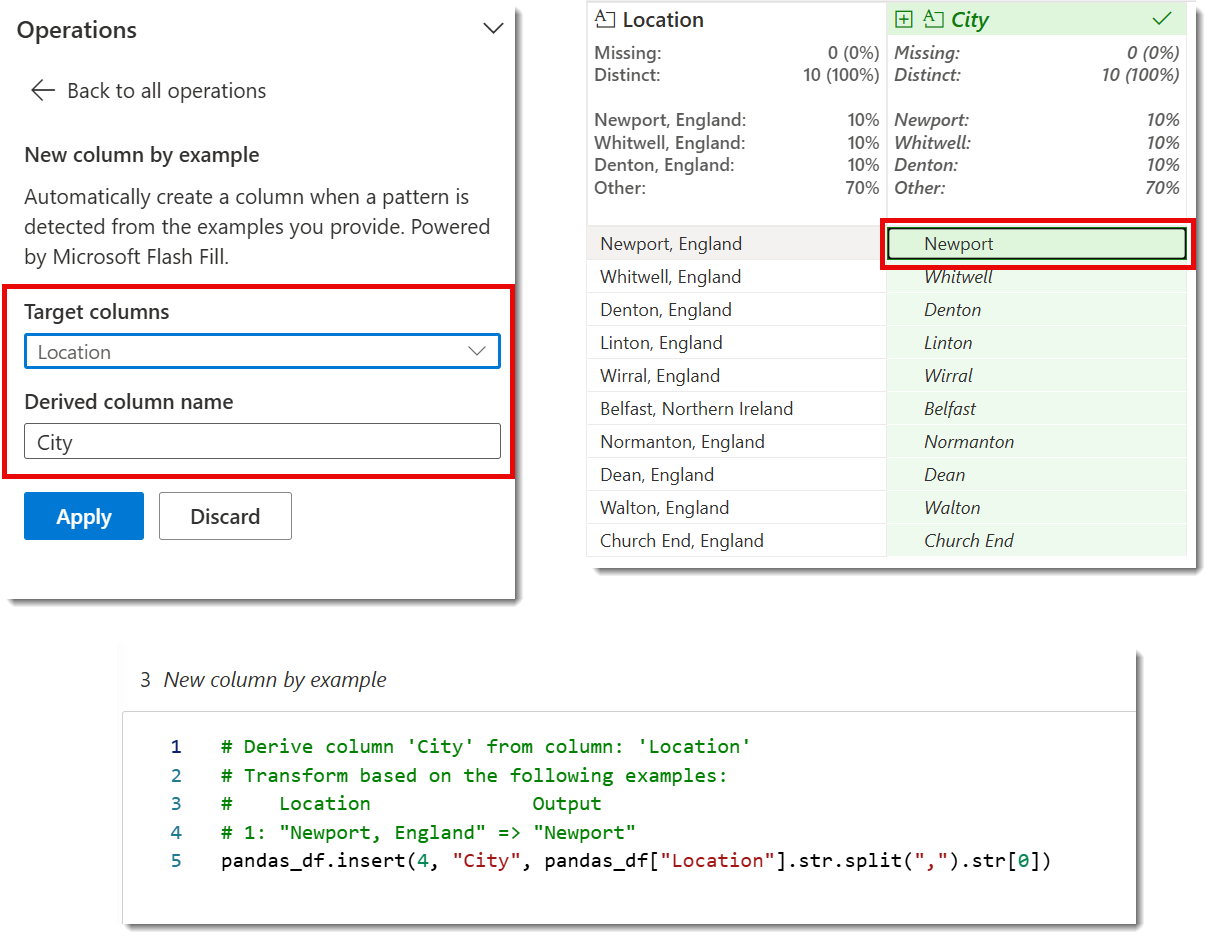 Operations
Back to all operations
New column by example
Automatically create a column when a pattern is
detected from the examples you provide. Powered
by Microsoft Flash Fill.
Target columns
Location
Derived column name
City
Apply Discard
Location City
Missing: 0 (0%) Missing: 0 (0%)
Distinct: 10 (100%) Distinct: 10 (100%)
Newport, England: 10% Newport: 10%
Whitwell, England: 10% Whitwell: 10%
Denton, England: 10% Denton: 10%
Other: 70% Other: 70%
Newport, England Newport
Whitwell, England Whitwell
Denton, England Denton
Linton, England Linton
Wirral, England Wirral
Belfast, Northern Ireland Belfast
Normanton, England Normanton
Dean, England Dean
Walton, England Walton
Church End, England Church End
3 New column by example
1 # Derive column 'City' from column: 'Location'
2 # Transform based on the following examples:
3 #    Location              Output
4 # 1: "Newport, England" => "Newport"
5 pandas_df.insert(4, "City", pandas_df["Location"].str.split(",").str[0])